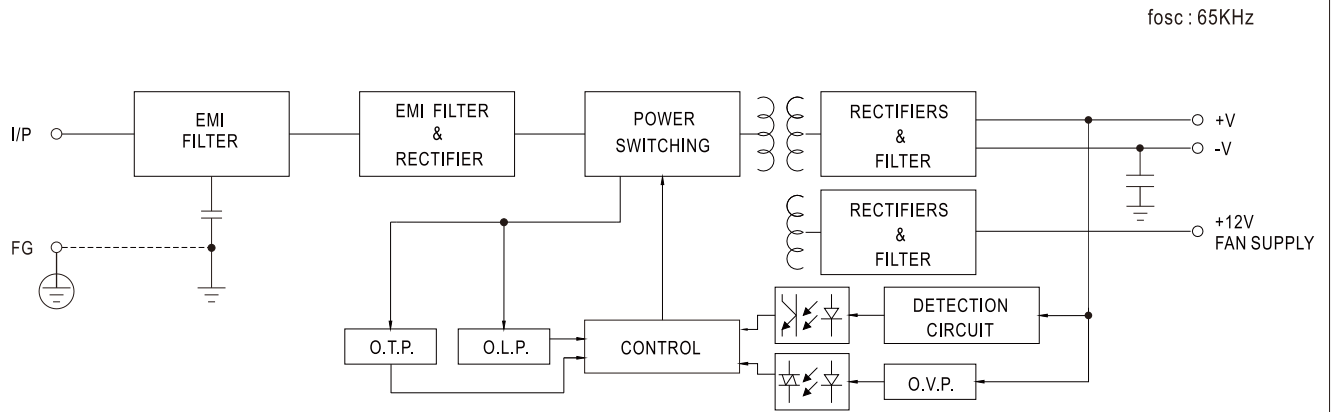 fosc : 65KHz
I/P
EMI
FILTER
EMI FILTER
&
RECTIFIER
POWER
SWITCHING
RECTIFIERS
&
FILTER
+V
-V
FG
RECTIFIERS
&
FILTER
+12V
FAN SUPPLY
O.T.P.
O.L.P.
CONTROL
DETECTION
CIRCUIT
O.V.P.